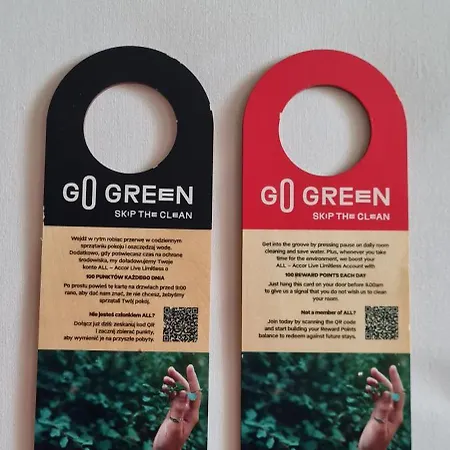 GO GREEN
SKIP THE CLEAN
Wejdź w rytm robiąc przerwę w codziennym
sprzątaniu pokoju i oszczędzaj wodę.
Dodatkowo, gdy poświęcasz czas na ochronę
środowiska, my doładowujemy Twoje
konto ALL – Accor Live Limitless o
100 PUNKTÓW KAŻDEGO DNIA
Po prostu powieś tę kartę na drzwiach przed 9:00
rano, aby dać nam znać, że nie chcesz, żebyśmy
sprzątali Twój pokój.
Nie jesteś członkiem ALL?
Dołącz już dziś: zeskanuj kod QR
i zacznij zbierać punkty,
aby wymienić je na przyszłe pobyty.
GO GREEN
SKIP THE CLEAN
Get into the groove by pressing pause on daily room
cleaning and save water. Plus, whenever you take
time for the environment, we boost your
ALL – Accor Live Limitless Account with
100 REWARD POINTS EACH DAY
Just hang this card on your door before 9.00am
to give us a signal that you do not wish us to clean
your room.
Not a member of ALL?
Join today by scanning the QR code
and start building your Reward Points
balance to redeem against future stays.